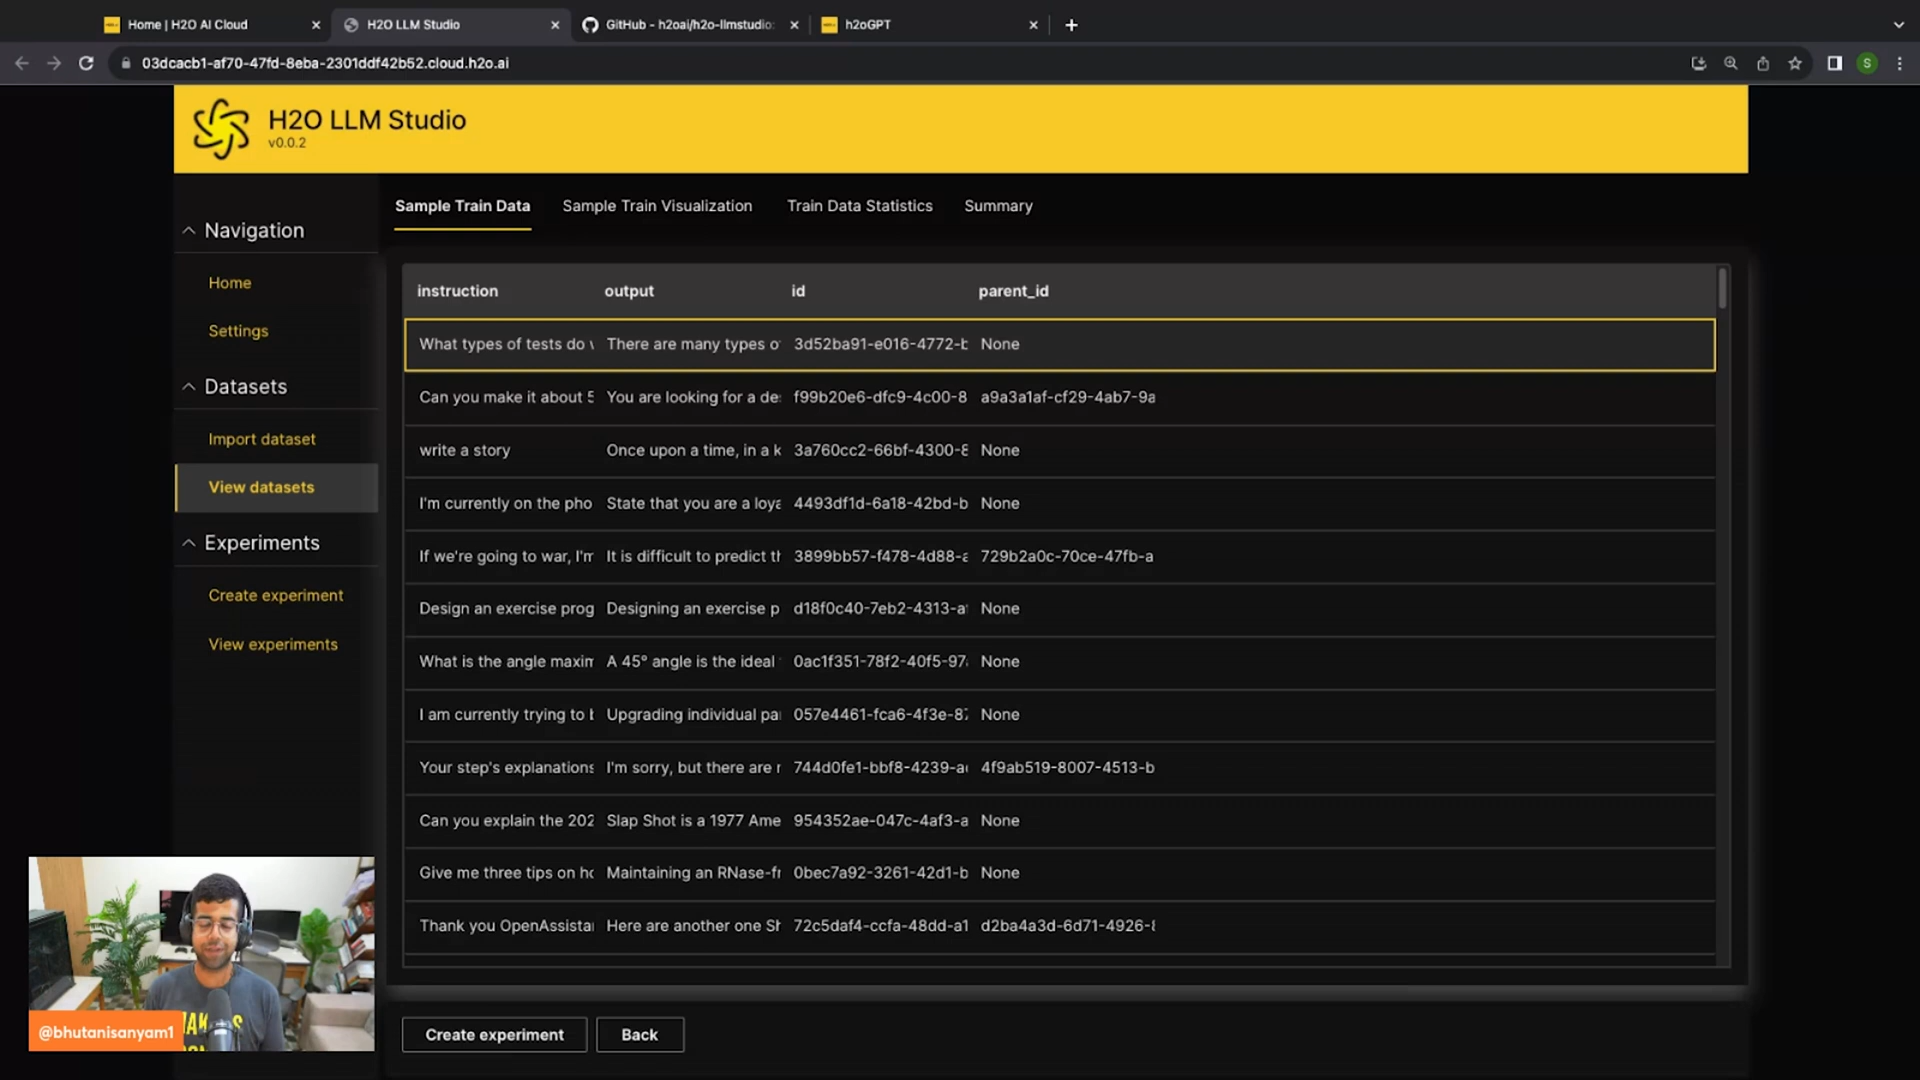 Home | H2O AI Cloud
H2O LLM Studio
GitHub - h2oai/h2o-llmstudio:
h2oGPT
03dcacb1-af70-47fd-8eba-2301ddf42b52.cloud.h2o.ai
S
H2O LLM Studio
v0.0.2
Navigation
Home
Settings
Datasets
Import dataset
View datasets
Experiments
Create experiment
View experiments
Sample Train Data Sample Train Visualization Train Data Statistics Summary
instruction output id parent_id
What types of tests do There are many types 3d52ba91-e016-4772- None
Can you make it about 5 You are looking for a f99b20e6-dfc9-4c00-8 a9a3a1af-cf29-4ab7-9a
write a story Once upon a time, in a k 3a760cc2-66bf-4300-8 None
I'm currently on the pho State that you are a loya 4493df1d-6a18-42bd-b None
If we're going to war, I'm It is difficult to predict th 3899bb57-f478-4d88-a 729b2a0c-70ce-47fb-a
Design an exercise prog Designing an exercise p d18f0c40-7eb2-4313-a None
What is the angle maxim A 45° angle is the ideal 0ac1f351-78f2-40f5-97 None
I am currently trying to b Upgrading individual pa 057e4461-fca6-4f3e-87 None
Your step's explanations I'm sorry, but there are 744d0fe1-bbf8-4239-a 4f9ab519-8007-4513-b
Can you explain the 202 Slap Shot is a 1977 Ame 954352ae-047c-4af3-a None
Give me three tips on ho Maintaining an RNase-fr 0bec7a92-3261-42d1-b None
Thank you OpenAssista Here are another one Sh 72c5daf4-ccfa-48dd-a1 d2ba4a3d-6d71-4926-8
Create experiment Back
@bhutanisanyam1